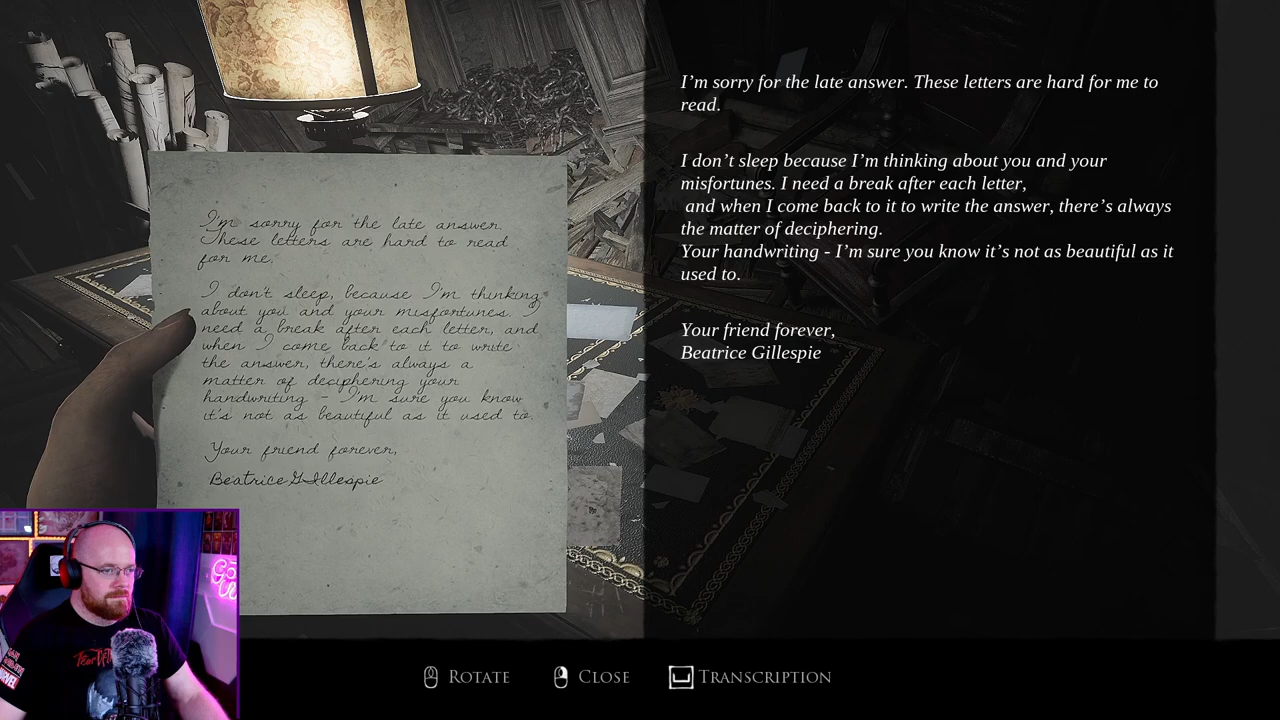 I'm sorry for the late answer.
These letters are hard to read
for me.
I don't sleep, because I'm thinking
about you and your misfortunes. I
need a break after each letter, and
when I come back to it to write
the answer, there's always a
matter of deciphering your
handwriting - I'm sure you know
it's not as beautiful as it used to.
Your friend forever,
Beatrice Gillespie
I'm sorry for the late answer. These letters are hard for me to
read.
I don't sleep because I'm thinking about you and your
misfortunes. I need a break after each letter,
and when I come back to it to write the answer, there's always
the matter of deciphering.
Your handwriting - I'm sure you know it's not as beautiful as it
used to.
Your friend forever,
Beatrice Gillespie
ROTATE
CLOSE
TRANSCRIPTION